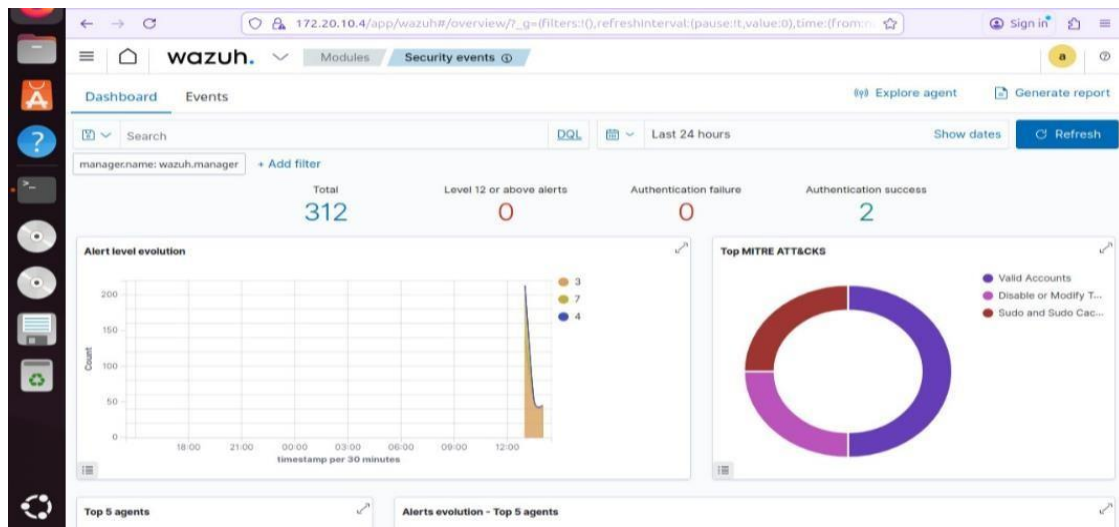 172.20.10.4/app/wazuh#/overview/?_g=(filters:!(),refreshInterval:(pause:!t,value:0),time:(from:n
Sign in
wazuh. Modules Security events
a
Dashboard Events Explore agent Generate report
Search DQL Last 24 hours Show dates Refresh
manager.name: wazuh.manager + Add filter
Total Level 12 or above alerts Authentication failure Authentication success
312 0 0 2
Alert level evolution
3
7
4
200
150
100
50
0
Count
18:00 21:00 00:00 03:00 06:00 09:00 12:00
timestamp per 30 minutes
Top MITRE ATT&CKS
Valid Accounts
Disable or Modify T...
Sudo and Sudo Cac...
Top 5 agents
Alerts evolution - Top 5 agents